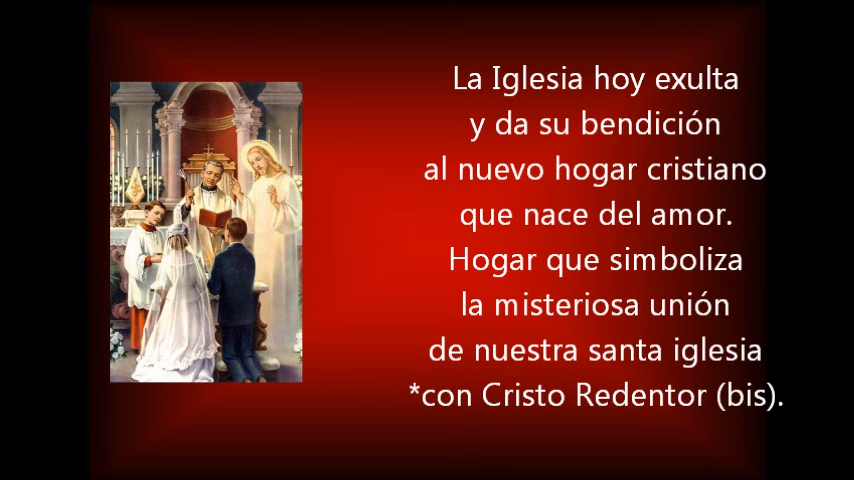 La Iglesia hoy exulta
y da su bendición
al nuevo hogar cristiano
que nace del amor.
Hogar que simboliza
la misteriosa unión
de nuestra santa iglesia
*con Cristo Redentor (bis).